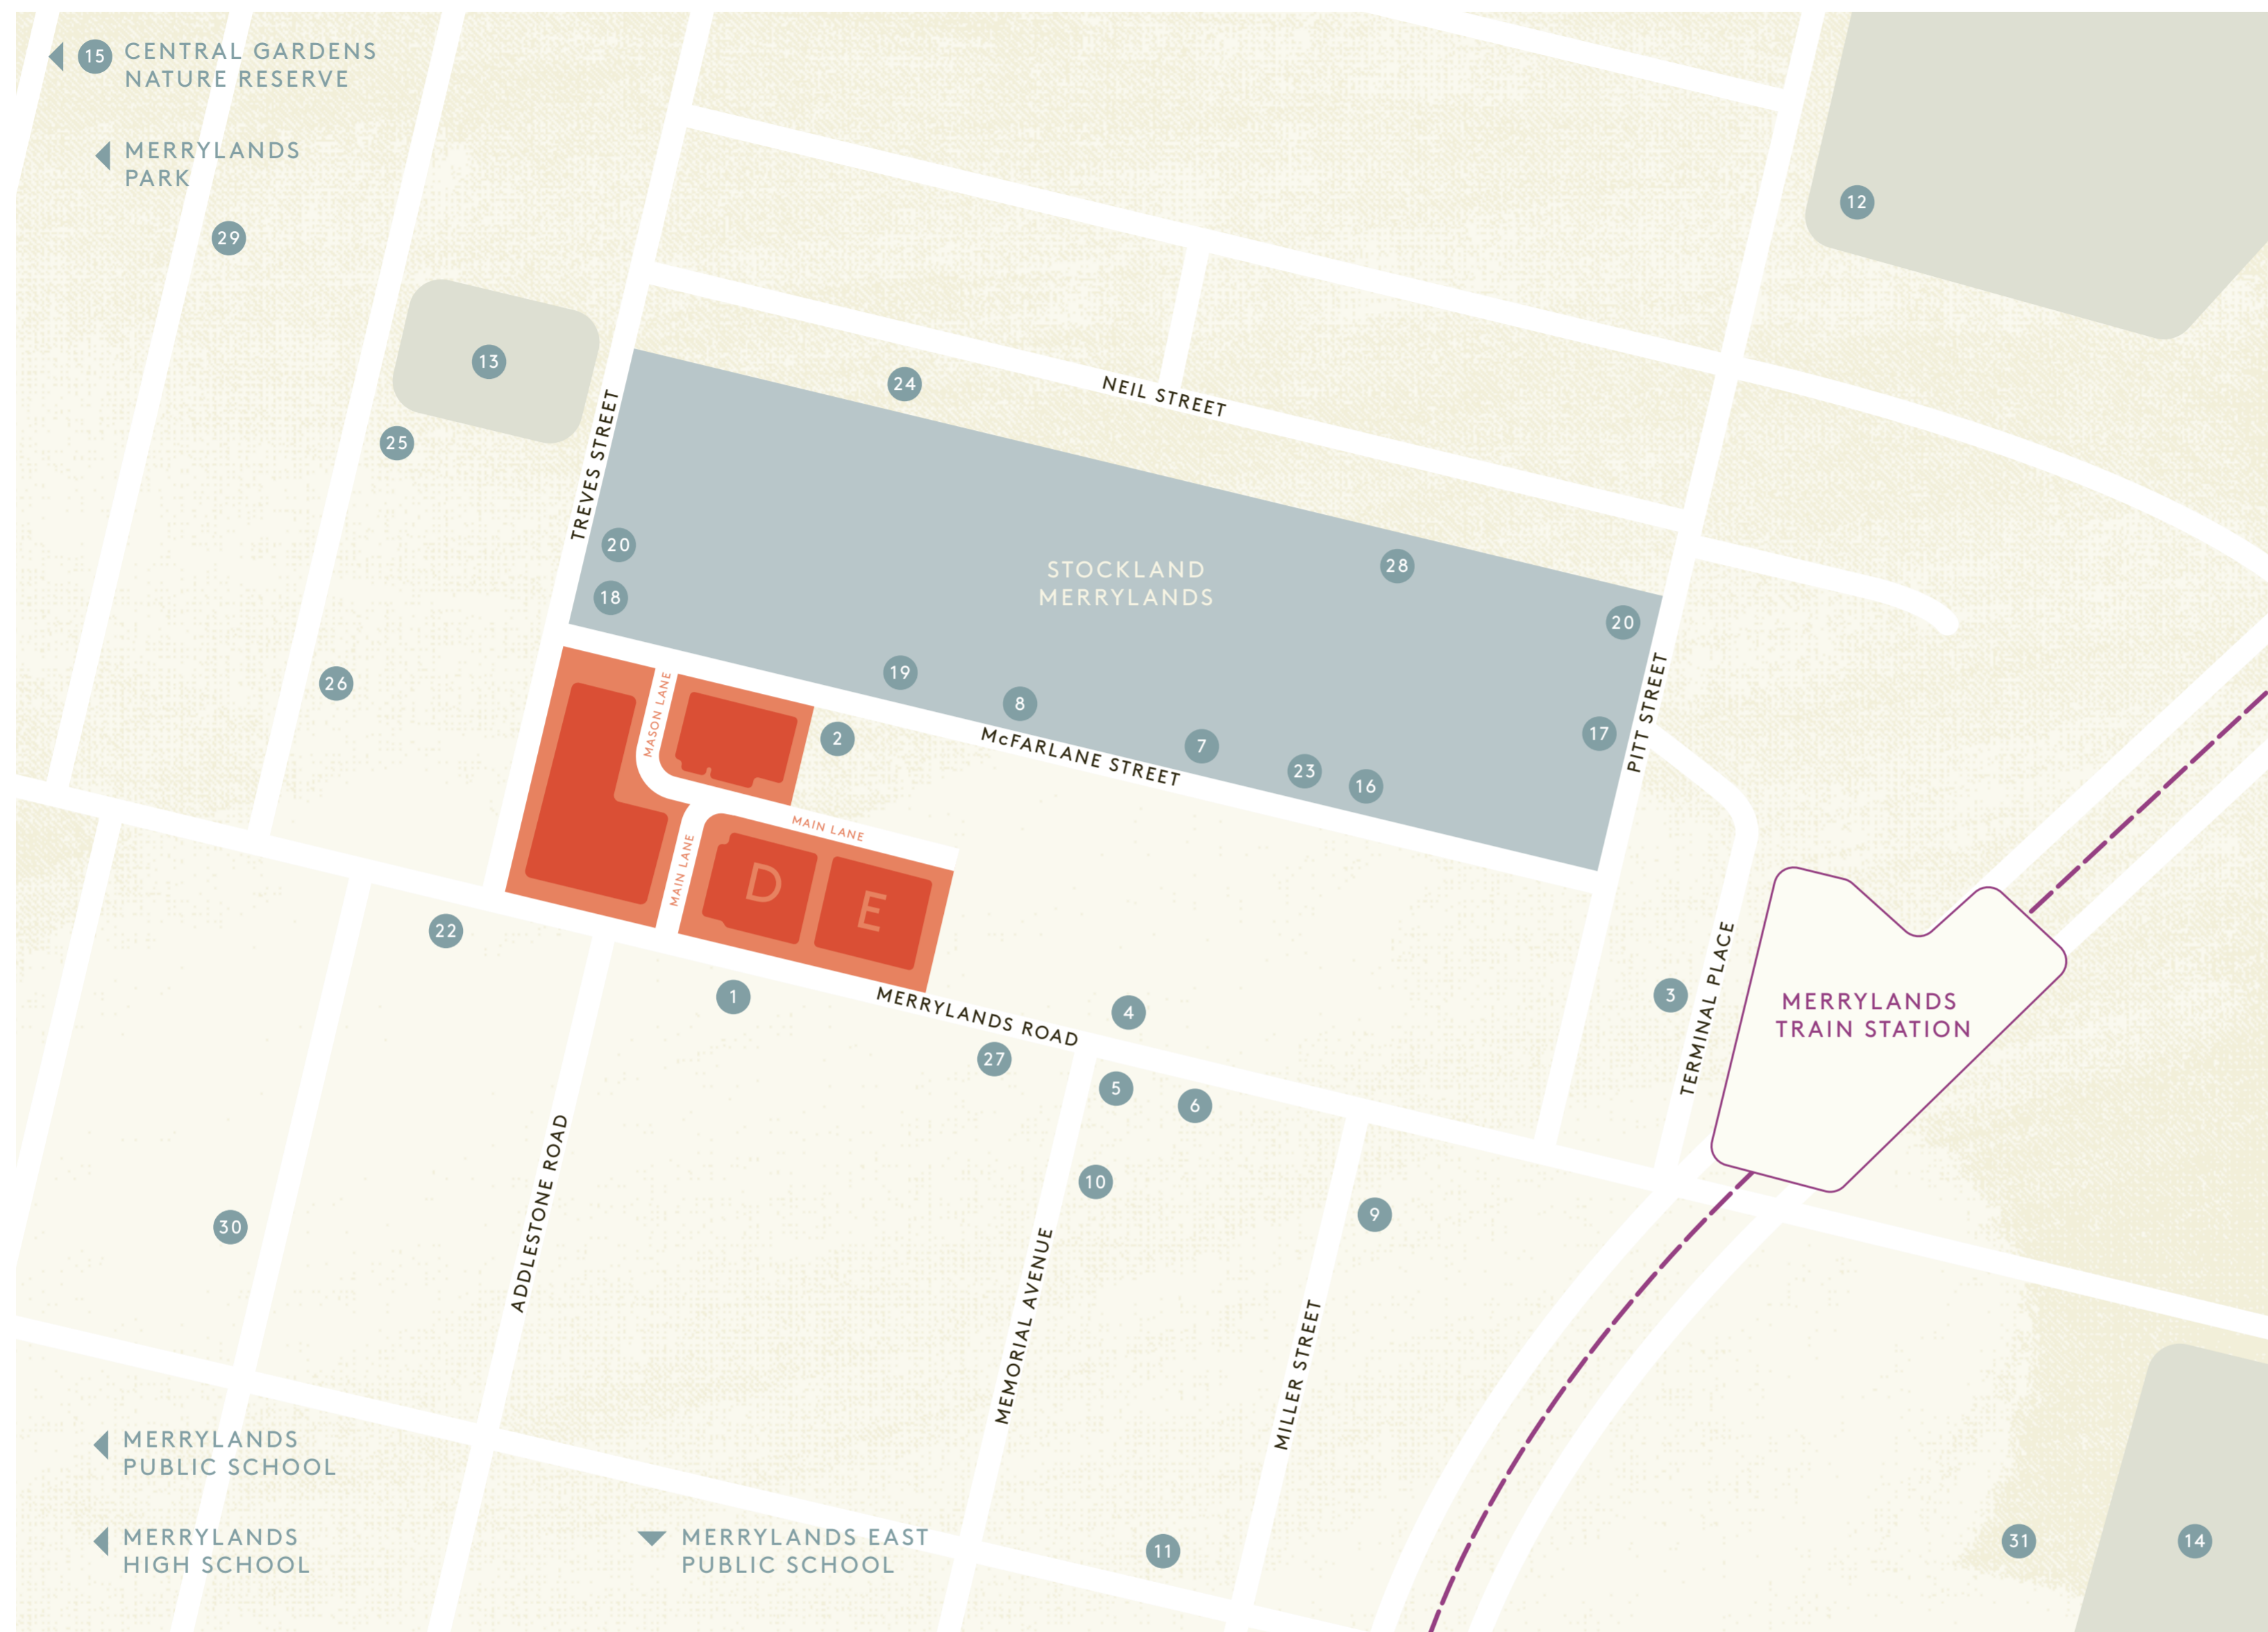 15 CENTRAL GARDENS
NATURE RESERVE
MERRYLANDS
PARK
12
29
13
24
NEIL STREET
25
TREVES STREET
20
18
STOCKLAND
MERRYLANDS
28
20
26
19
8
McFARLANE STREET
7
23
16
17
PITT STREET
MASON LANE
2
MAIN LANE
MAIN LANE
D
E
22
1
MERRYLANDS ROAD
4
27
5
6
3
TERMINAL PLACE
MERRYLANDS
TRAIN STATION
10
9
30
ADDLESTONE ROAD
MEMORIAL AVENUE
MILLER STREET
MERRYLANDS
PUBLIC SCHOOL
MERRYLANDS
HIGH SCHOOL
MERRYLANDS EAST
PUBLIC SCHOOL
11
31
14